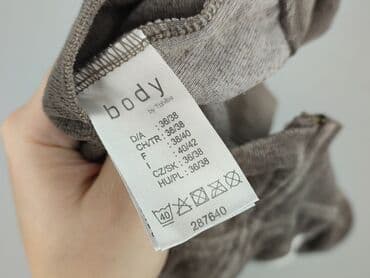 body
by Tchibo
D/A : 36/38
CH/TR : 36/38
F : 38/40
I : 40/42
CZ/SK : 36/38
HU/PL : 36/38
40
287640